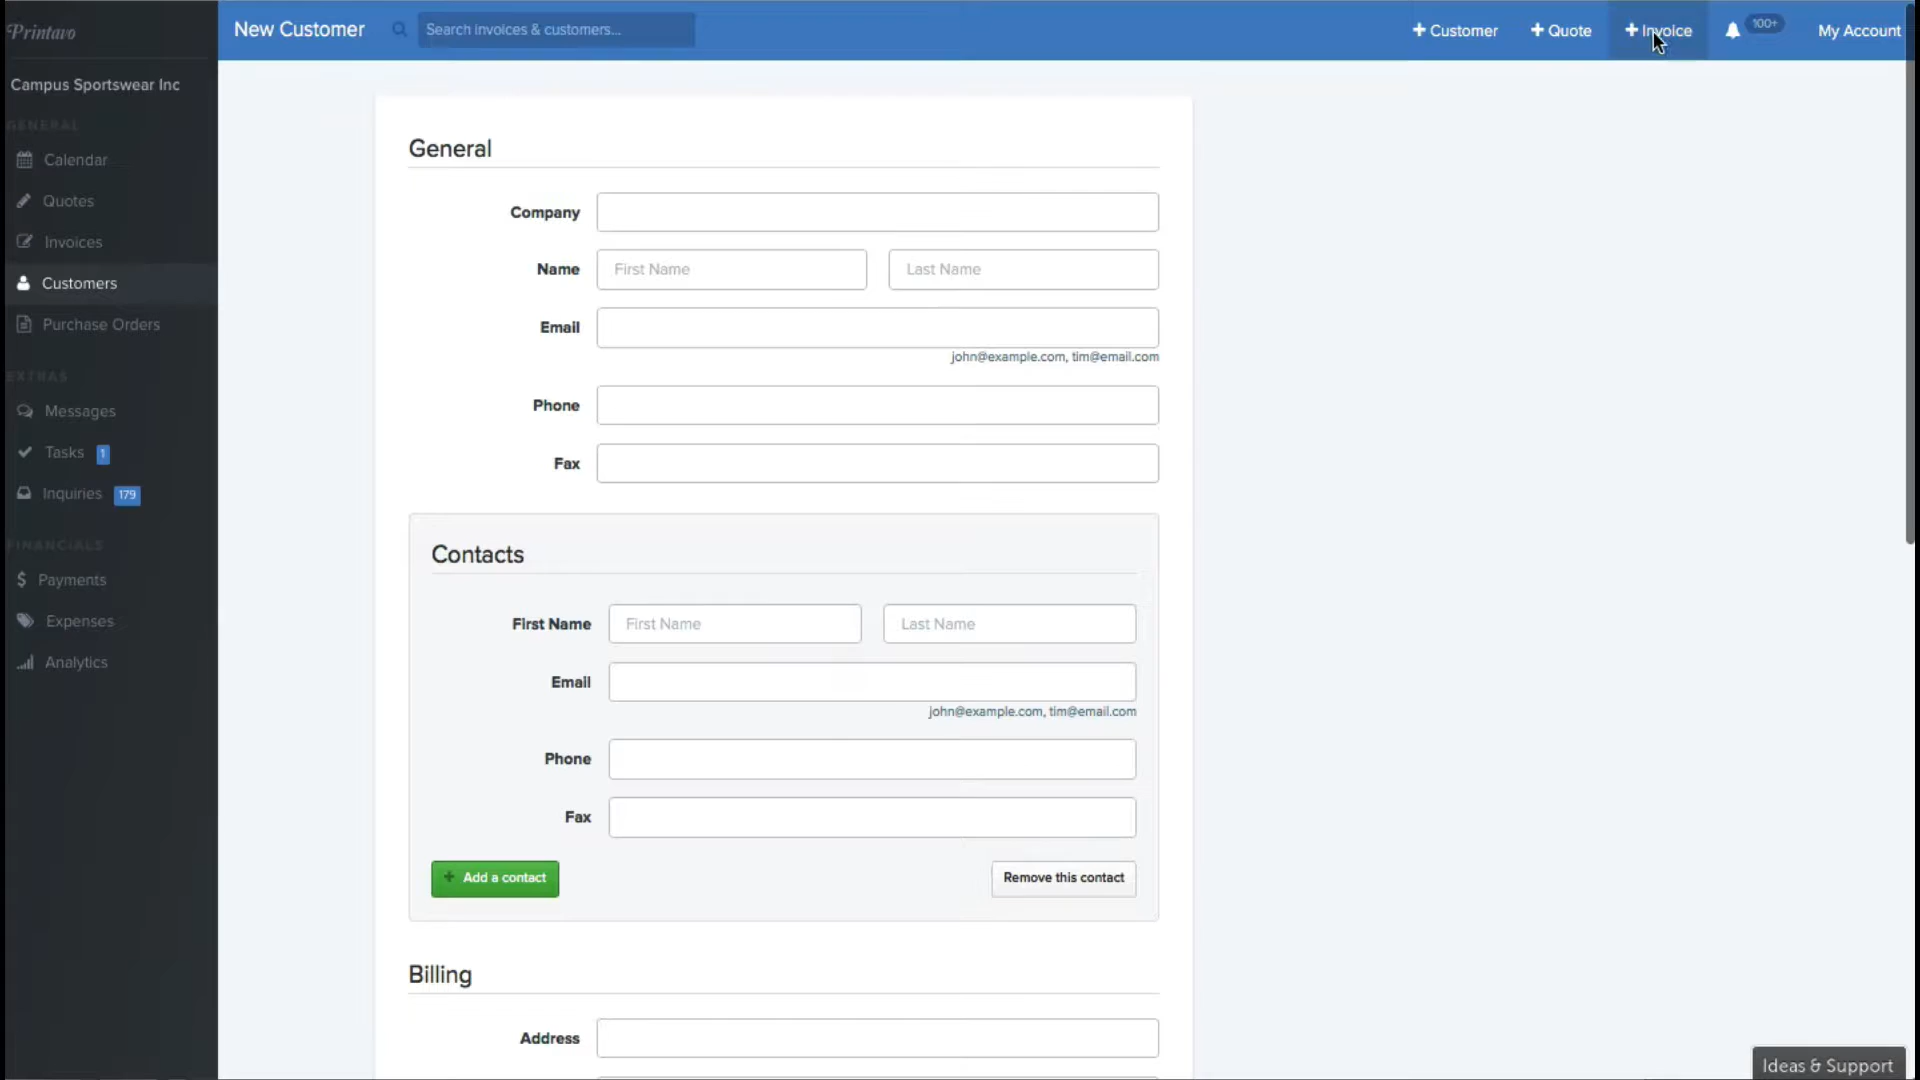 Printavo
New Customer
Search invoices & customers...
Customer
Quote
Invoice
100+
My Account
Campus Sportswear Inc
GENERAL
Calendar
Quotes
Invoices
Customers
Purchase Orders
EXTRAS
Messages
Tasks 1
Inquiries 179
FINANCIALS
Payments
Expenses
Analytics
General
Company
Name First Name Last Name
Email
john@example.com, tim@email.com
Phone
Fax
Contacts
First Name First Name Last Name
Email
john@example.com, tim@email.com
Phone
Fax
Add a contact
Remove this contact
Billing
Address
Ideas & Support